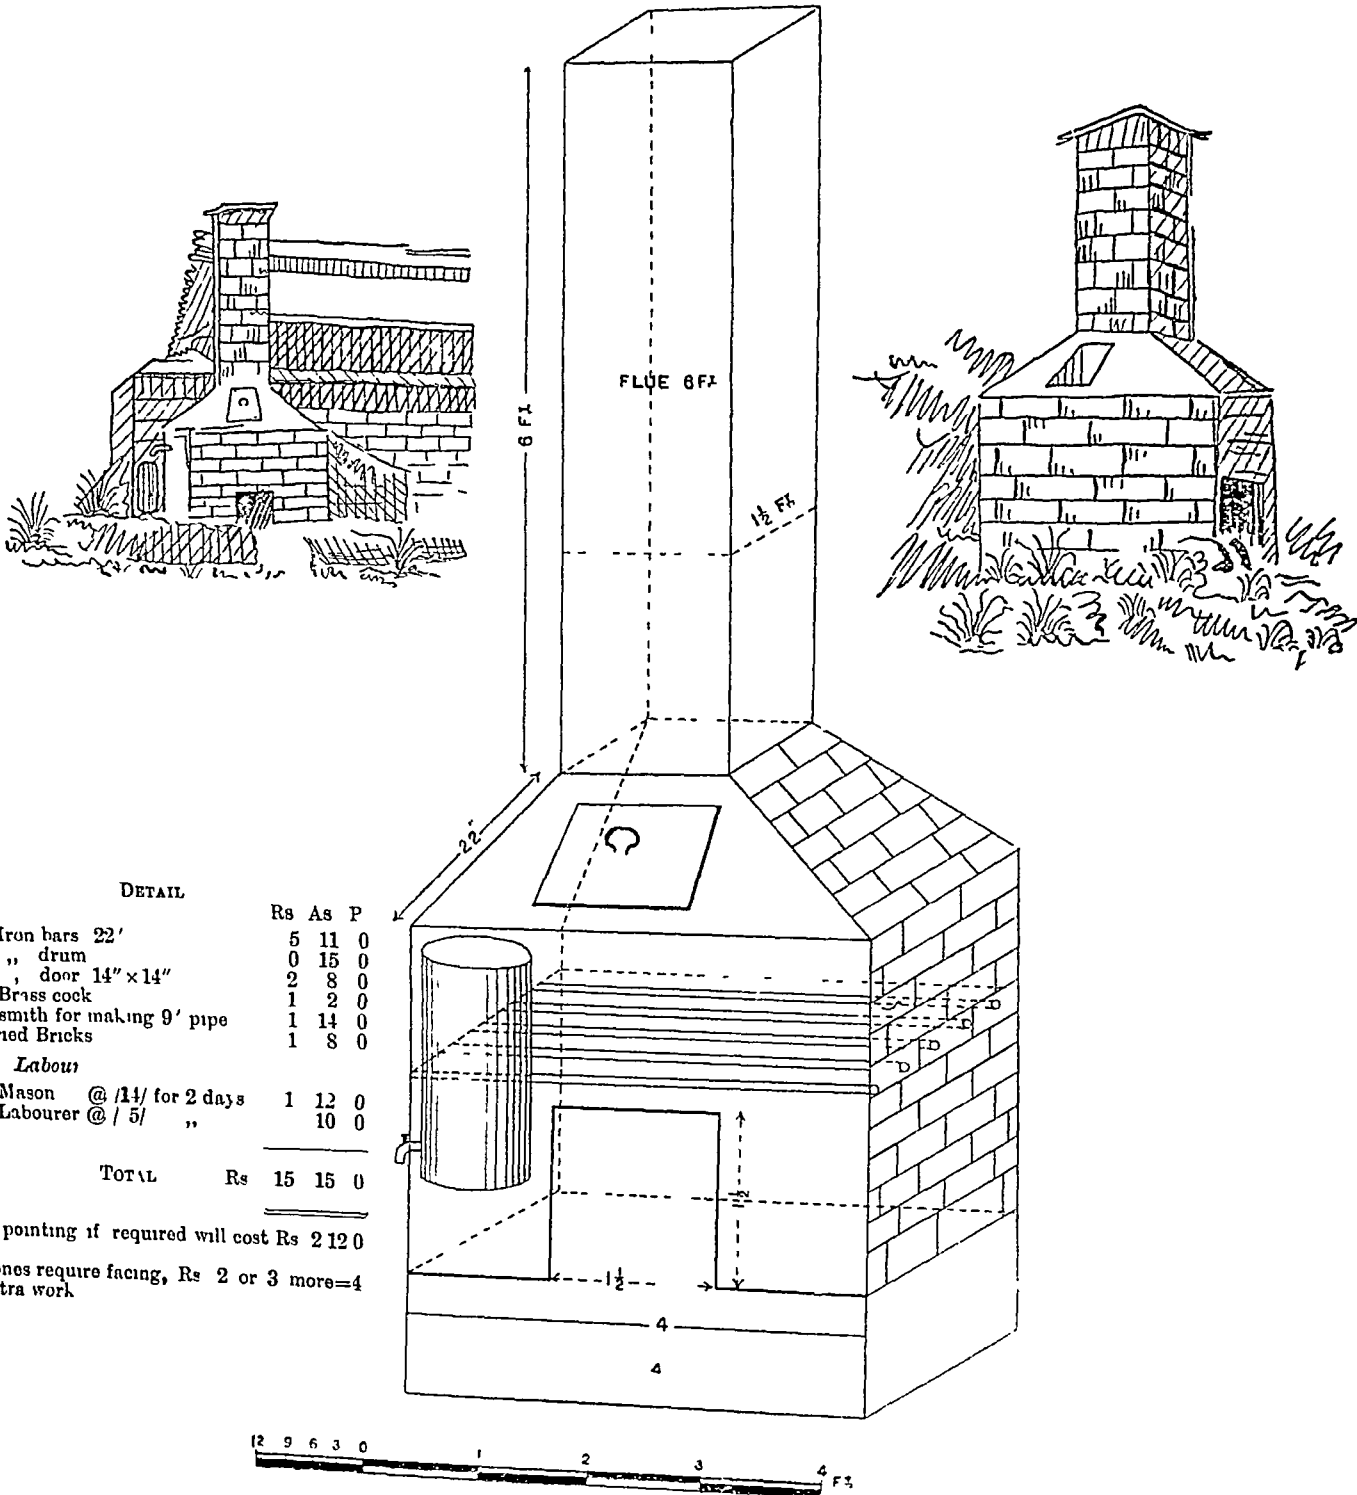 FLUE 6Ft
6 Ft
1½ Ft
22"
DETAIL
Rs As P
Iron bars 22' 5 11 0
„ drum 0 15 0
, door 14" × 14" 2 8 0
Brass cock 1 2 0
smith for making 9' pipe 1 14 0
Bricks 1 8 0
Labour
Mason @ /14/ for 2 days 1 12 0
Labourer @ / 5/ „ 10 0
TOTAL Rs 15 15 0
pointing if required will cost Rs 2 12 0
require facing, Rs 2 or 3 more=4
work
1½
1½
4
4
12 9 6 3 0 1 2 3 4 Ft